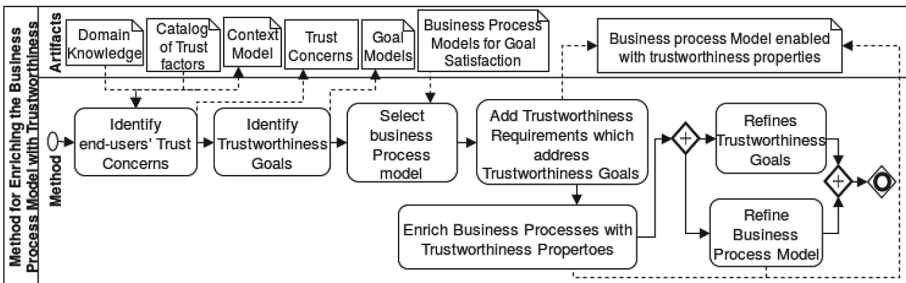 Method for Enriching the Business
Process Model with Trustworthiness
Artifacts
Domain
Knowledge
Catalog
of Trust
factors
Context
Model
Trust
Concerns
Goal
Models
Business Process
Models for Goal
Satisfaction
Business process Model enabled
with trustworthiness properties
Method
Identify
end-users' Trust
Concerns
Identify
Trustworthiness
Goals
Select
business
Process
model
Add Trustworthiness
Requirements which
address
Trustworthiness Goals
Enrich Business Processes with
Trustworthiness Propertoes
Refines
Trustworthiness
Goals
Refine
Business
Process Model